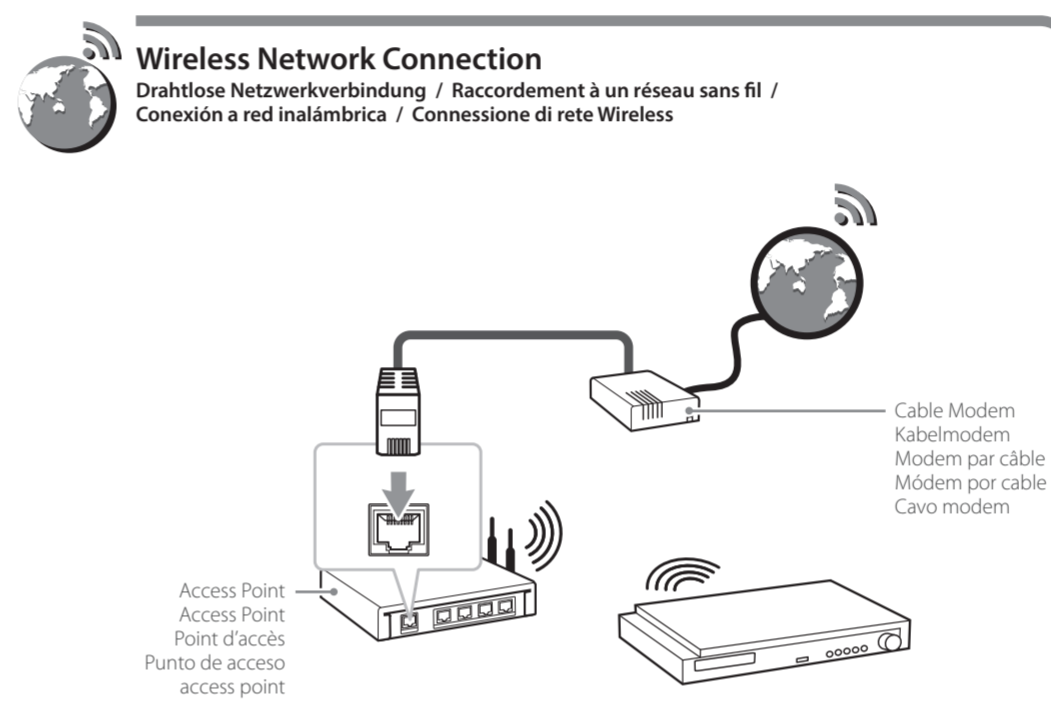 Wireless Network Connection
Drahtlose Netzwerkverbindung / Raccordement à un réseau sans fil /
Conexión a red inalámbrica / Connessione di rete Wireless
Cable Modem
Kabelmodem
Modem par câble
Módem por cable
Cavo modem
Access Point
Access Point
Point d’accès
Punto de acceso
access point